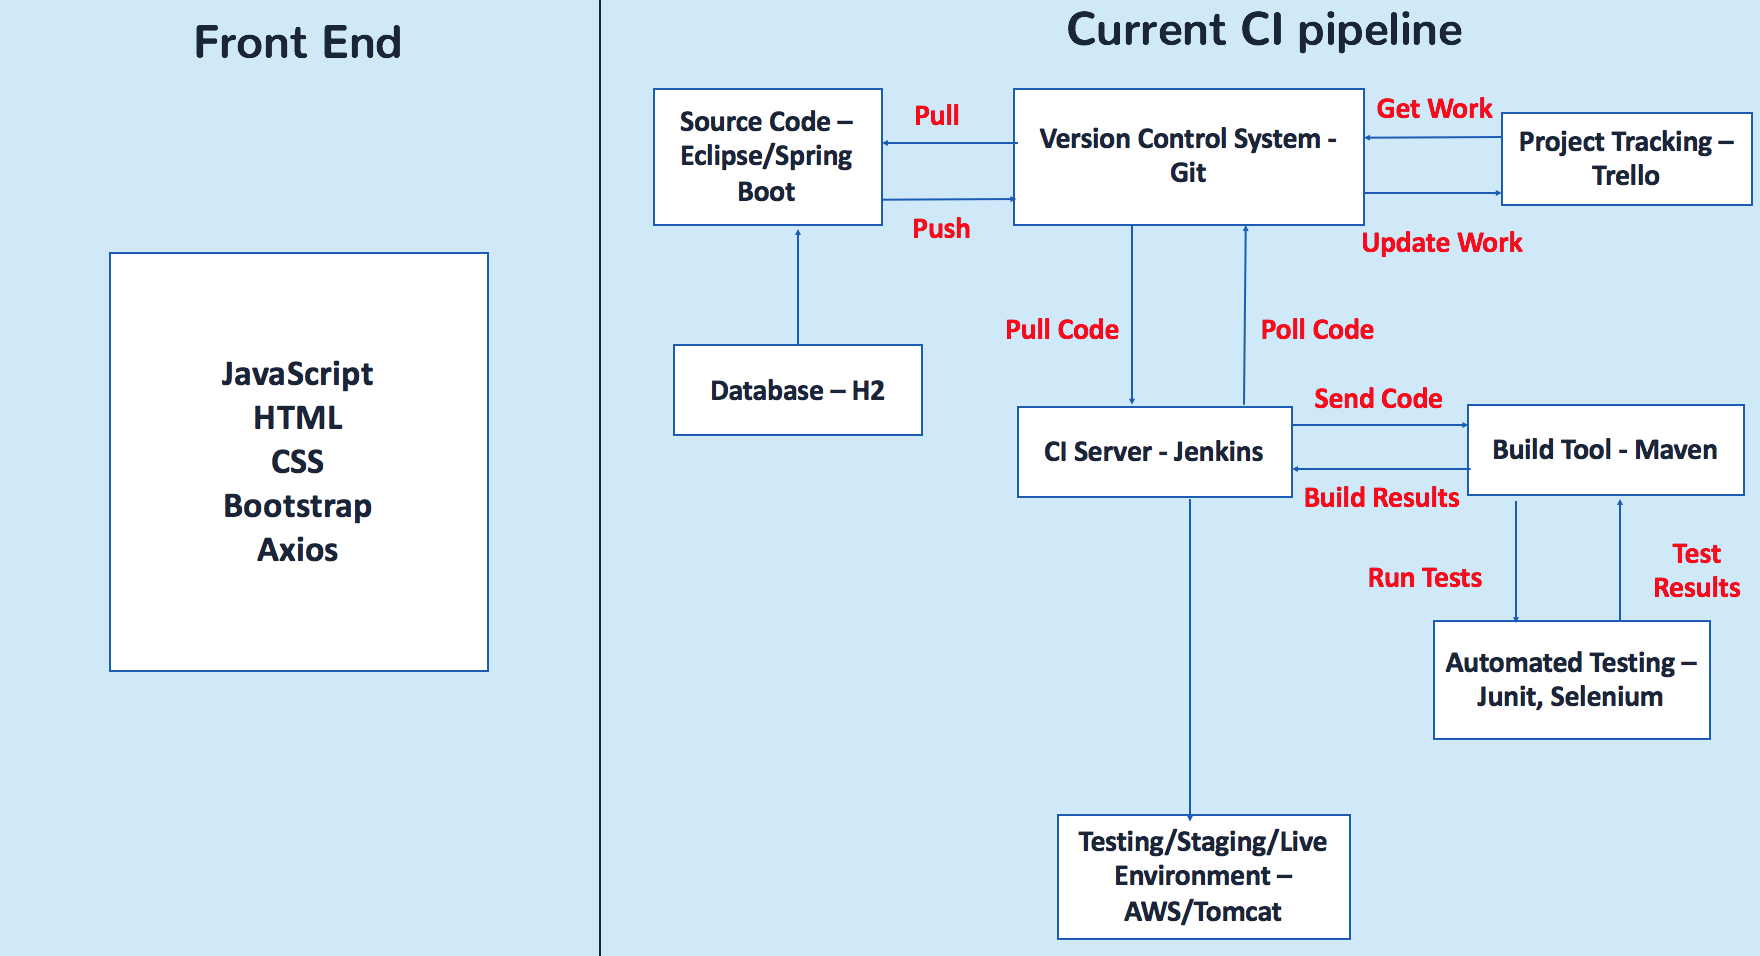 Front End
JavaScript
HTML
CSS
Bootstrap
Axios
Current CI pipeline
Source Code –
Eclipse/Spring
Boot
Pull
Push
Version Control System -
Git
Get Work
Update Work
Project Tracking –
Trello
Database – H2
Pull Code
Poll Code
CI Server - Jenkins
Send Code
Build Results
Build Tool - Maven
Run Tests
Test
Results
Automated Testing –
Junit, Selenium
Testing/Staging/Live
Environment –
AWS/Tomcat